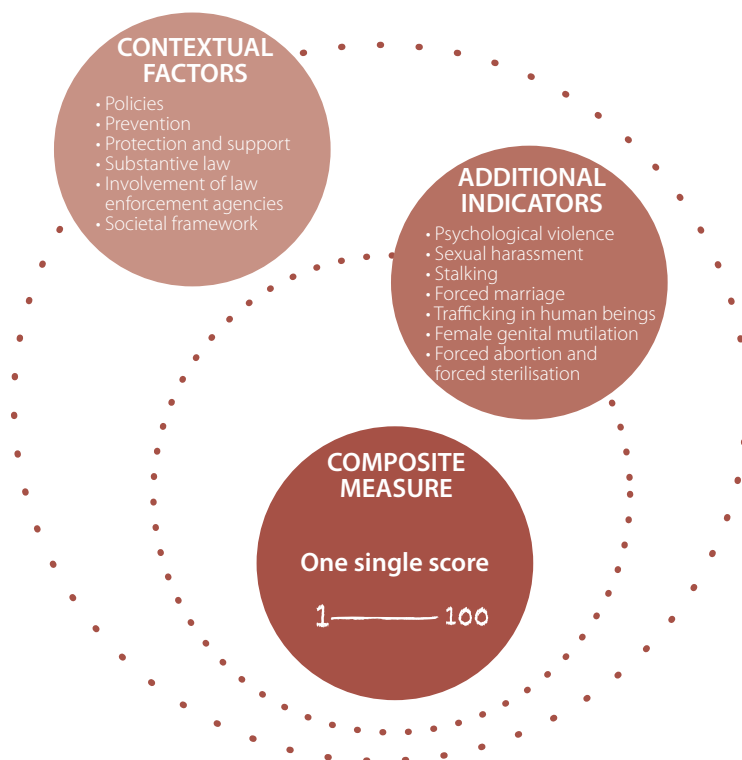 CONTEXTUAL
FACTORS
• Policies
• Prevention
• Protection and support
• Substantive law
• Involvement of law
enforcement agencies
• Societal framework
ADDITIONAL
INDICATORS
• Psychological violence
• Sexual harassment
• Stalking
• Forced marriage
• Trafficking in human beings
• Female genital mutilation
• Forced abortion and
forced sterilisation
COMPOSITE
MEASURE
One single score
1 100